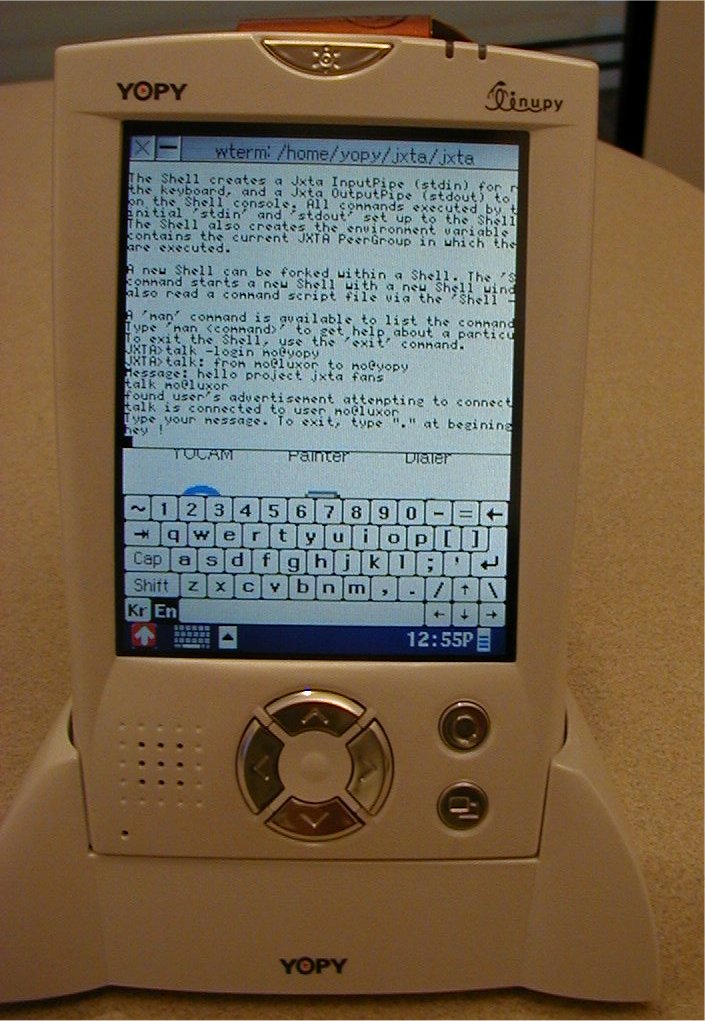 YOPY
Linupy
wterm: /home/yopy/jxta/jxta
The Shell creates a Jxta InputPipe (stdin) for r
the keyboard, and a Jxta OutputPipe (stdout) to
on the Shell console. All commands executed by t
initial 'stdin' and 'stdout' set up to the Shell
The Shell also creates the environment variable
contains the current JXTA PeerGroup in which the
are executed.
A new Shell can be forked within a Shell. The 'S
command starts a new Shell with a new Shell wind
also read a command script file via the 'Shell -
A 'man' command is available to list the command
Type 'man <command>' to get help about a particu
To exit the Shell, use the 'exit' command.
JXTA>talk -login mo@yopy
JXTA>talk: from mo@luxor to mo@yopy
Message: hello project jxta fans
talk mo@luxor
found user's advertisement attempting to connect
talk is connected to user mo@luxor
Type your message. To exit, type "." at begining
hey !
YOCAM Painter Dialer
~ 1 2 3 4 5 6 7 8 9 0 - = ←
⇥ q w e r t y u i o p [ ]
Cap a s d f g h j k l ; ' ↵
Shift z x c v b n m , . / ↑ \
Kr En ← ↓ →
12:55P
YOPY